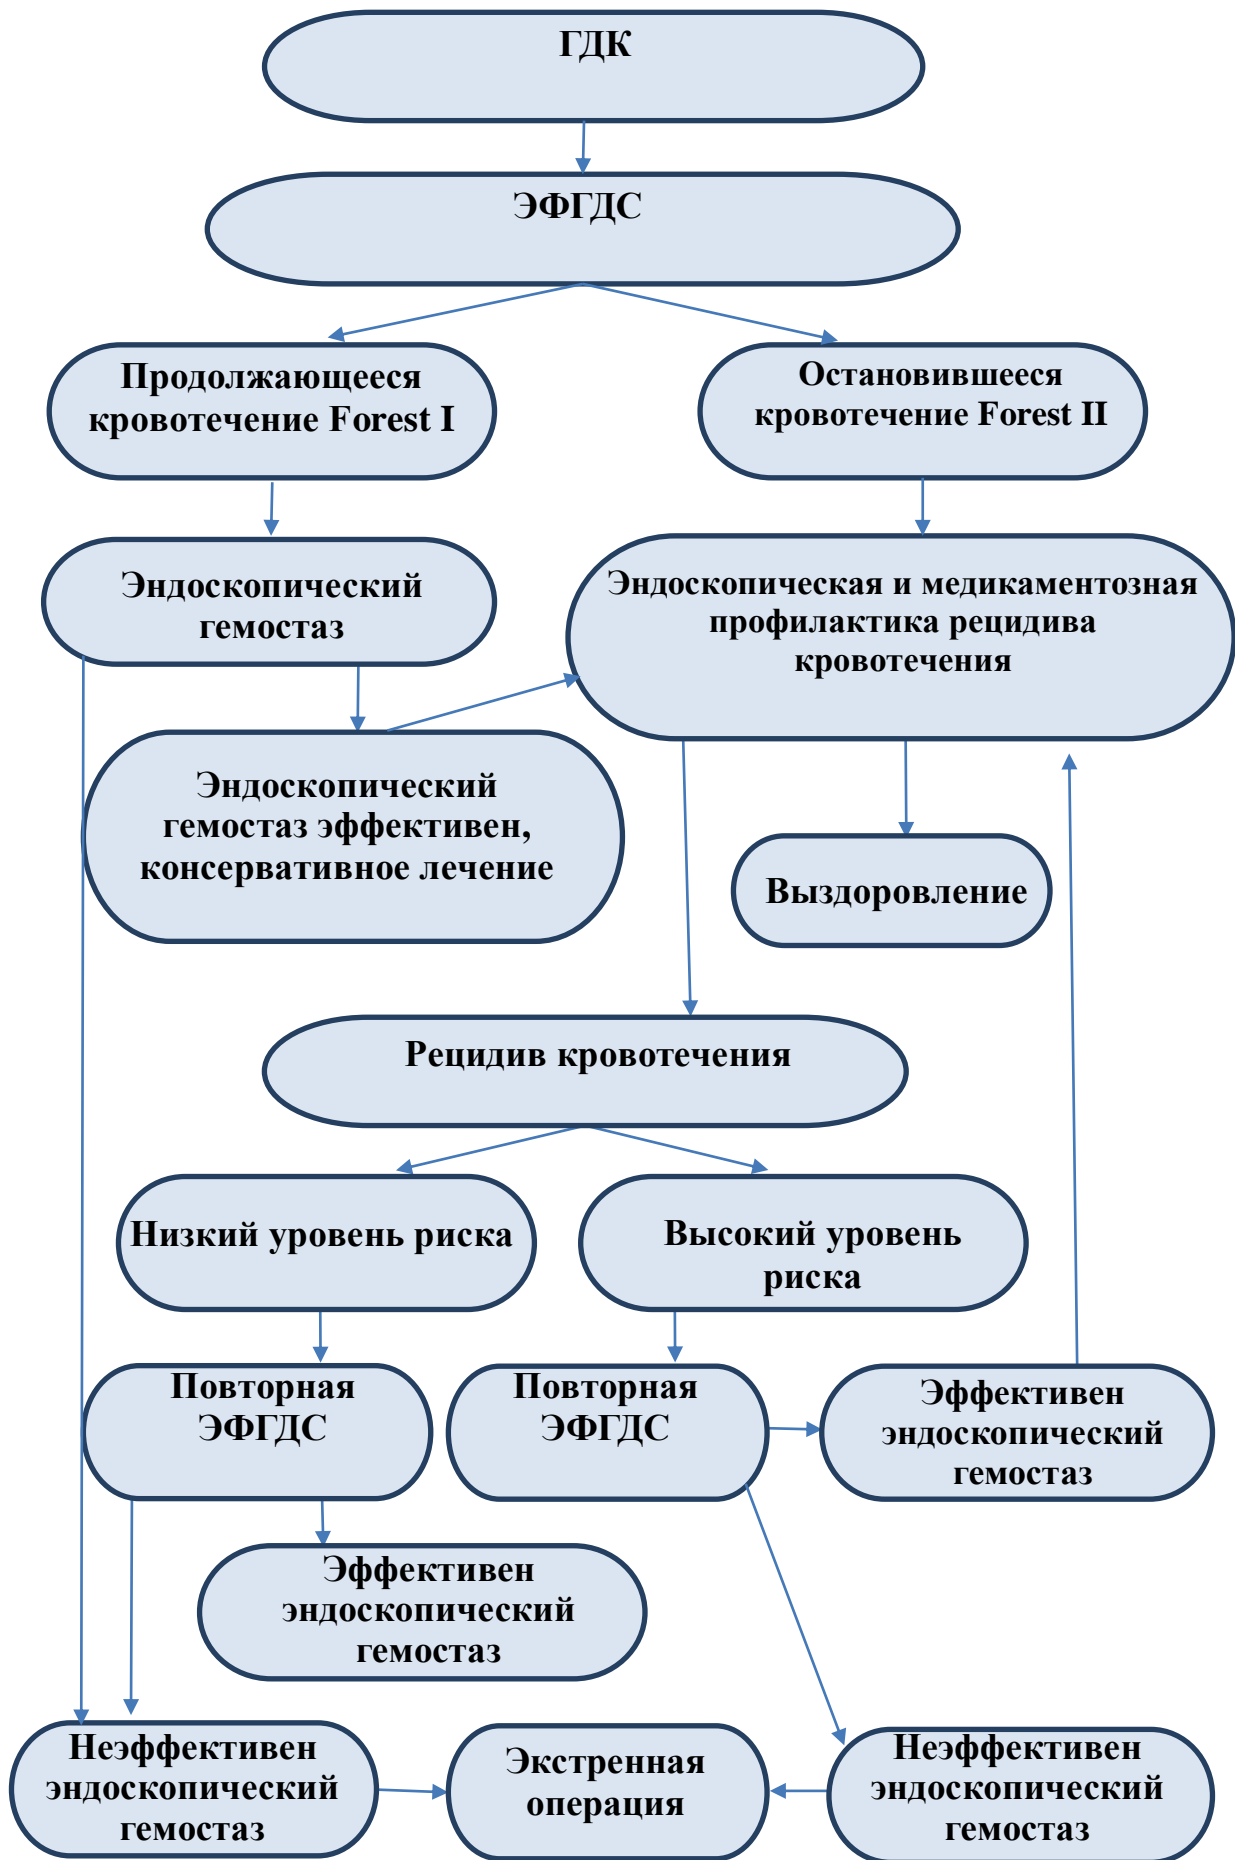 ГДК
ЭФГДС
Продолжающееся
кровотечение Forest I
Остановившееся
кровотечение Forest II
Эндоскопический
гемостаз
Эндоскопическая и медикаментозная
профилактика рецидива
кровотечения
Эндоскопический
гемостаз эффективен,
консервативное лечение
Выздоровление
Рецидив кровотечения
Низкий уровень риска
Высокий уровень
риска
Повторная
ЭФГДС
Повторная
ЭФГДС
Эффективен
эндоскопический
гемостаз
Эффективен
эндоскопический
гемостаз
Неэффективен
эндоскопический
гемостаз
Экстренная
операция
Неэффективен
эндоскопический
гемостаз